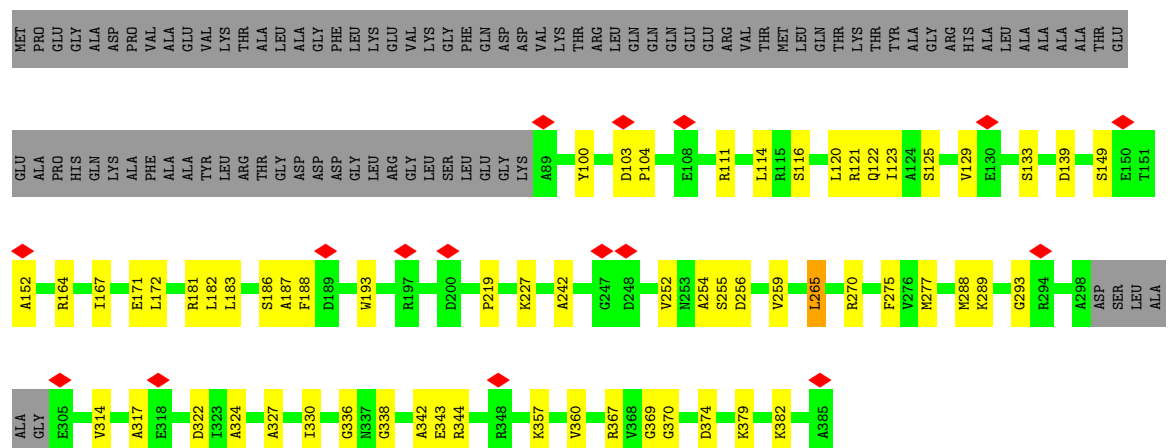 MET PRO GLU GLY ALA ASP PRO VAL ALA GLU VAL LYS THR ALA LEU ALA GLY PHE LEU LYS GLU VAL LYS GLY PHE GLN ASP ASP VAL LYS THR ARG LEU GLN GLN GLN GLU GLU ARG VAL THR MET LEU GLN THR LYS THR TYR ALA GLY ARG HIS ALA LEU ALA ALA ALA ALA THR GLU
GLU ALA PRO HIS GLN LYS ALA PHE ALA ALA TYR LEU ARG THR GLY ASP ASP ASP GLY LEU ARG GLY LEU SER LEU GLU GLY LYS A89 Y100 D103 P104 E108 R111 L114 R115 S116 L120 R121 Q122 I123 A124 S125 V129 E130 S133 D139 S149 E150 T151
A152 R164 I167 E171 L172 R181 L182 L183 S186 A187 F188 D189 W193 R197 D200 P219 K227 A242 G247 D248 V252 N253 A254 S255 D256 V259 L265 R270 F275 V276 M277 M288 K289 G293 R294 A298 ASP SER LEU ALA
ALA GLY E305 V314 A317 E318 D322 I323 A324 A327 I330 G336 N337 G338 A342 E343 R344 R348 K357 V360 R367 V368 G369 G370 D374 K379 K382 A385